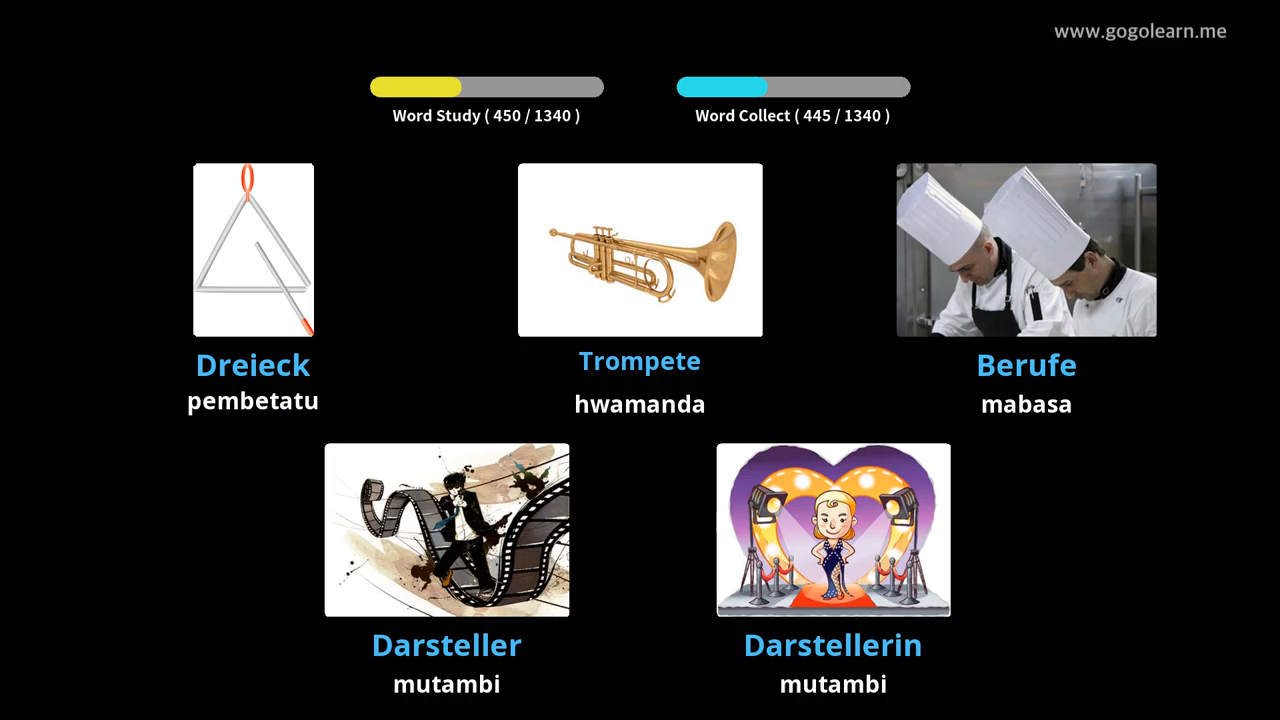 www.gogolearn.me
Word Study ( 450 / 1340 )
Word Collect ( 445 / 1340 )
Dreieck
pembetatu
Trompete
hwamanda
Berufe
mabasa
Darsteller
mutambi
Darstellerin
mutambi